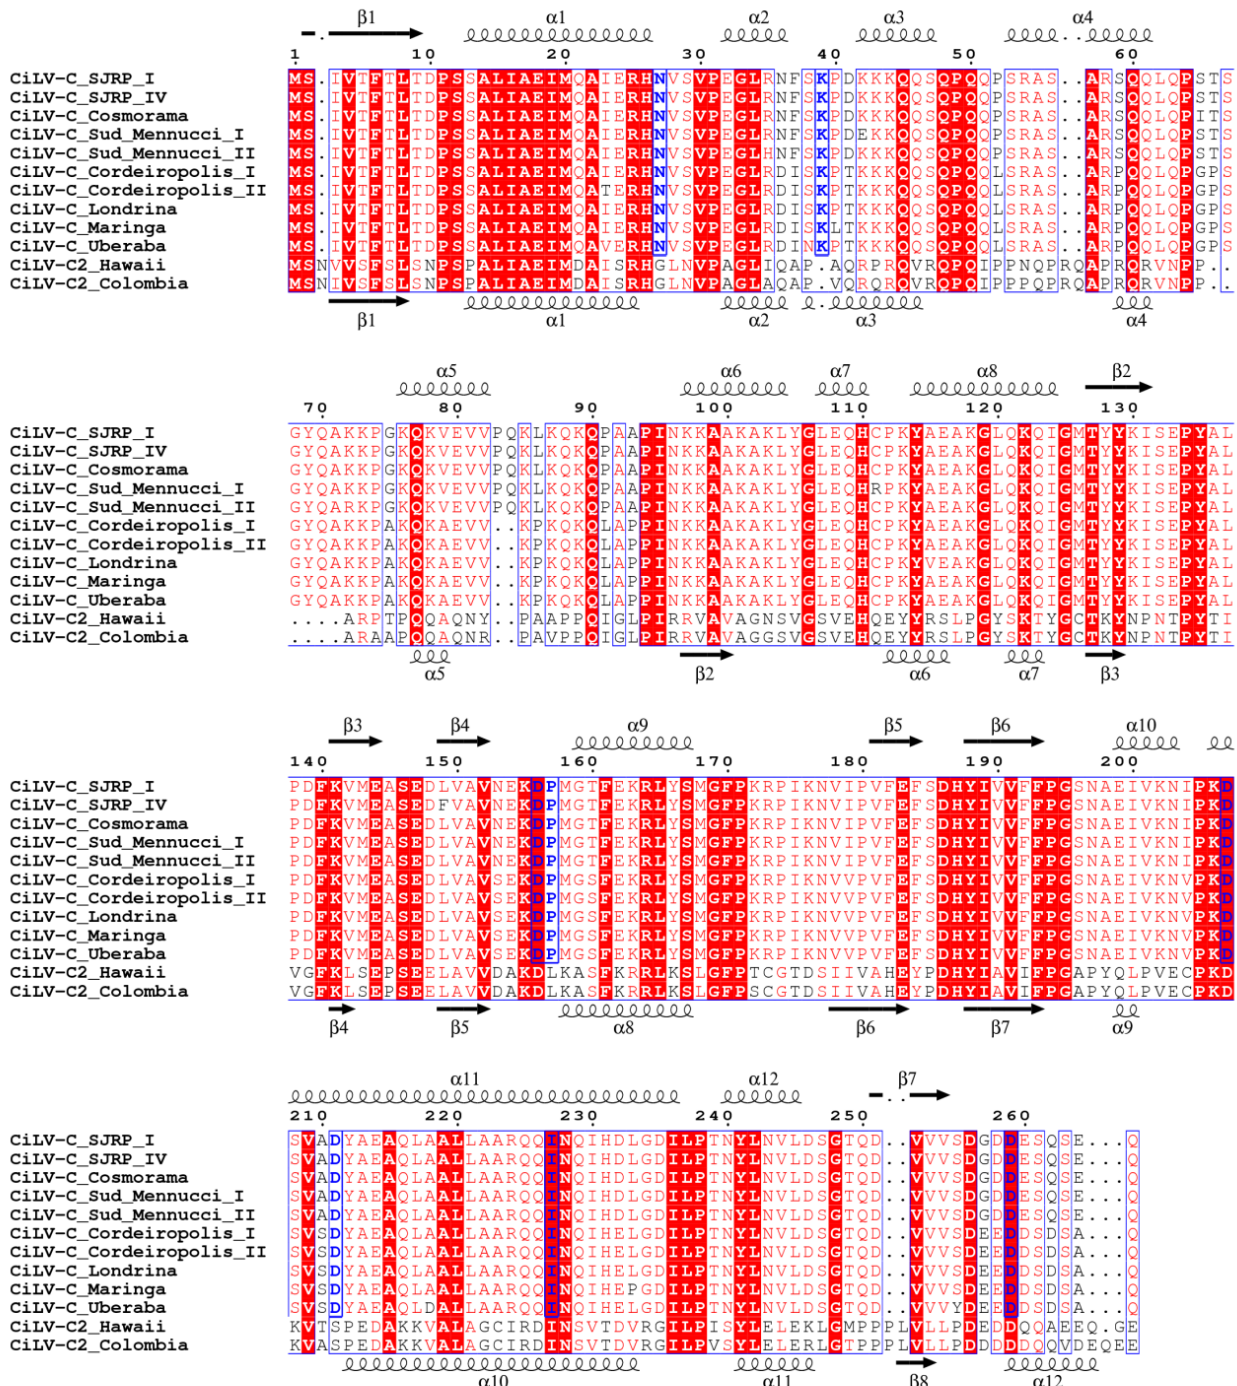 β1 α1 α2 α3 α4
1 10 20 30 40 50 60
CiLV-C_SJRP_I MS.IVTFTLTDPSSALIAEIMQAIERHNVSVPEGLRNFSKPDKKKQQSQPQQPSRAS..ARSQQLQPSTS
CiLV-C_SJRP_IV MS.IVTFTLTDPSSALIAEIMQAIERHNVSVPEGLRNFSKPDKKKQQSQPQQPSRAS..ARSQQLQPSTS
CiLV-C_Cosmorama MS.IVTFTLTDPSSALIAEIMQAIERHNVSVPEGLRNFSKPDKKKQQSQPQQPSRAS..ARSQQLQPITS
CiLV-C_Sud_Mennucci_I MS.IVTFTLTDPSSALIAEIMQAIERHNVSVPEGLRNFSKPDEKKQQSQPQQPSRAS..ARSQQLQPSTS
CiLV-C_Sud_Mennucci_II MS.IVTFTLTDPSSALIAEIMQAIERHNVSVPEGLRNFSKPDKKKQQSQPQQPSRAS..ARSQQLQPSTS
CiLV-C_Cordeiropolis_I MS.IVTFTLTDPSSALIAEIMQAIERHNVSVPEGLRDISKPTKKKQQSQPQQLSRAS..ARPQQLQPGPS
CiLV-C_Cordeiropolis_II MS.IVTFTLTDPSSALIAEIMQATERHNVSVPEGLRDISKPTKKKQQSQPQQLSRAS..ARPQQLQPGPS
CiLV-C_Londrina MS.IVTFTLTDPSSALIAEIMQAIERHNVSVPEGLRDISKPTKKKQQSQPQQLSRAS..ARPQQLQPGPS
CiLV-C_Maringa MS.IVTFTLTDPSSALIAEIMQAIERHNVSVPEGLRDISKLTKKKQQSQPQQLSRAS..ARPQQLQPGPS
CiLV-C_Uberaba MS.IVTFTLTDPSSALIAEIMQAVERHNVSVPEGLRDINKPTKKKQQSQPQQLSRAS..ARPQQLQPGPS
CiLV-C2_Hawaii MSNVVSFSLSNPSPALIAEIMDAISRHGLNVPAGLIQAP.AQRPRQVRQPQIPPNQPRQAPRQRVNPP..
CiLV-C2_Colombia MSNIVSFSLSNPSPALIAEIMDAISRHGLNVPAGLAQAP.VQRQRQVRQPQIPPPQPRQAPRQRVNPP..
β1 α1 α2 α3 α4
α5 α6 α7 α8 β2
70 80 90 100 110 120 130
CiLV-C_SJRP_I GYQAKKPGKQKVEVVPQKLKQKQPAAPINKKAAKAKLYGLEQHCPKYAEAKGLQKQIGMTYYKISEPYAL
CiLV-C_SJRP_IV GYQAKKPGKQKVEVVPQKLKQKQPAAPINKKAAKAKLYGLEQHCPKYAEAKGLQKQIGMTYYKISEPYAL
CiLV-C_Cosmorama GYQAKKPGKQKVEVVPQKLKQKQPAAPINKKAAKAKLYGLEQHCPKYAEAKGLQKQIGMTYYKISEPYAL
CiLV-C_Sud_Mennucci_I GYQAKKPGKQKVEVVPQKLKQKQPAAPINKKAAKAKLYGLEQHRPKYAEAKGLQKQIGMTYYKISEPYAL
CiLV-C_Sud_Mennucci_II GYQARKPGKQKVEVVPQKLKQKQPAAPINKKAAKAKLYGLEQHCPKYAEAKGLQKQIGMTYYKISEPYAL
CiLV-C_Cordeiropolis_I GYQAKKPAKQKAEVV..KPKQKQLAPPINKKAAKAKLYGLEQHCPKYAEAKGLQKQIGMTYYKISEPYAL
CiLV-C_Cordeiropolis_II GYQAKKPAKQKAEVV..KPKQKQLAAPINKKAAKAKLYGLEQHCPKYAEAKGLQKQIGMTYYKISEPYAL
CiLV-C_Londrina GYQAKKPAKQKAEVV..KPKQKQLAPPINKKAAKAKLYGLEQHCPKYVEAKGLQKQIGMTYYKISEPYAL
CiLV-C_Maringa GYQAKKPAKQKAEVV..KPKQKQLAPPINKKAAKAKLYGLEQHCPKYAEAKGLQKQIGMTYYKISEPYAL
CiLV-C_Uberaba GYQAKKPAKQKAEVV..KPKQKQLAPPINKKAAKAKLYGLEQHCPKYAEAKGLQKQIGMTYYKISEPYAL
CiLV-C2_Hawaii ....ARPTPQQAQNY.PAAPPQIGLPIRRVAVAGNSVGSVEHQEYYRSLPGYSKTYGCTKYNPNTPYTI
CiLV-C2_Colombia ....ARAAPQQAQNR.PAVPPQIGLPIRRVAVAGGSVGSVEHQEYYRSLPGYSKTYGCTKYNPNTPYTI
α5 β2 α6 α7 β3
β3 β4 α9 β5 β6 α10
140 150 160 170 180 190 200
CiLV-C_SJRP_I PDFKVMEASEDLVAVNEKDPMGTFEKRLYSMGFPKRPIKNVIPVFEFSDHYIVVFFPGSNAEIVKNIPKD
CiLV-C_SJRP_IV PDFKVMEASEDFVAVNEKDPMGTFEKRLYSMGFPKRPIKNVIPVFEFSDHYIVVFFPGSNAEIVKNIPKD
CiLV-C_Cosmorama PDFKVMEASEDLVAVNEKDPMGTFEKRLYSMGFPKRPIKNVIPVFEFSDHYIVVFFPGSNAEIVKNIPKD
CiLV-C_Sud_Mennucci_I PDFKVMEASEDLVAVNEKDPMGTFEKRLYSMGFPKRPIKNVIPVFEFSDHYIVVFFPGSNAEIVKNIPKD
CiLV-C_Sud_Mennucci_II PDFKVMEASEDLVAVNEKDPMGTFEKRLYSMGFPKRPIKNVIPVFEFSDHYIVVFFPGSNAEIVKNIPKD
CiLV-C_Cordeiropolis_I PDFKVMEASEDLVAVSEKDPMGSFEKRLYSMGFPKRPIKNVVPVFEFSDHYIVVFFPGSNAEIVKNVPKD
CiLV-C_Cordeiropolis_II PDFKVMEASEDLVAVSEKDPMGSFEKRLYSMGFPKRPIKNVVPVFEFSDHYIVVFFPGSNAEIVKNVPKD
CiLV-C_Londrina PDFKVMEASEDLVAVSEKDPMGSFEKRLYSMGFPKRPIKNVVPVFEFSDHYIVVFFPGSNAEIVKNVPKD
CiLV-C_Maringa PDFKVMEASEDLVAVSEKDPMGSFEKRLYSMGFPKRPIKNVVPVFEFSDHYIVVFFPGSNAEIVKNVPKD
CiLV-C_Uberaba PDFKVMEASEDLVAVSEKDPMGSFEKRLYSMGFPKRPIKNVVPVFEFSDHYIVVFFPGSNAEIVKNVPKD
CiLV-C2_Hawaii VGFKLSEPSEELAVVDAKDLKASFKRRLKSLGFPTCGTDSIIVAHEYPDHYIAVIFPGAPYQLPVECPKD
CiLV-C2_Colombia VGFKLSEPSEELAVVDAKDLKASFKRRLKSLGFPSCGTDSIIVAHEYPDHYIAVIFPGAPYQLPVECPKD
β4 β5 α8 β6 β7 α9
α11 α12 β7
210 220 230 240 250 260
CiLV-C_SJRP_I SVADYAEAQLAALLAARQQINQIHDLGDILPTNYLNVLDSGTQD..VVVSDGDDESQSE...Q
CiLV-C_SJRP_IV SVADYAEAQLAALLAARQQINQIHDLGDILPTNYLNVLDSGTQD..VVVSDGDDESQSE...Q
CiLV-C_Cosmorama SVADYAEAQLAALLAARQQINQIHDLGDILPTNYLNVLDSGTQD..VVVSDGDDESQSE...Q
CiLV-C_Sud_Mennucci_I SVADYAEAQLAALLAARQQINQIHDLGDILPTNYLNVLDSGTQD..VVVSDGDDESQSE...Q
CiLV-C_Sud_Mennucci_II SVADYAEAQLAALLAARQQINQIHDLGDILPTNYLNVLDSGTQD..VVVSDGDDESQSE...Q
CiLV-C_Cordeiropolis_I SVSDYAEAQLAALLAARQQINQIHELGDILPTNYLNVLDSGTQD..VVVSDEEDDSDSA...Q
CiLV-C_Cordeiropolis_II SVSDYAEAQLAALLAARQQINQIHELGDILPTNYLNVLDSGTQD..VVVSDEDDDSDSA...Q
CiLV-C_Londrina SVSDYAEAQLAALLAARQQINQIHELGDILPTNYLNVLDSGTQD..VVVSDEEDDSDSA...Q
CiLV-C_Maringa SVSDYAEAQLAALLAARQQINQIHEPGDILPTNYLNVLDSGTQD..VVVSDEEDDSDSA...Q
CiLV-C_Uberaba SVSDYAEAQLDALLAARQQINQIHELGDILPTNYLNVLDSGTQD..VVVYDEEDDSDSA...Q
CiLV-C2_Hawaii KVTSPEDAKKVALAGCIRDINSVTDVRGILPISYLELEKLGMPPPLVLLPDEDDQQAEEQ.GE
CiLV-C2_Colombia KVASPEDAKKVALAGCIRDINSVTDVRGILPVSYLELERLGTPPPLVLLPDDDDDQQVDEQEE
α10 α11 β8 α12